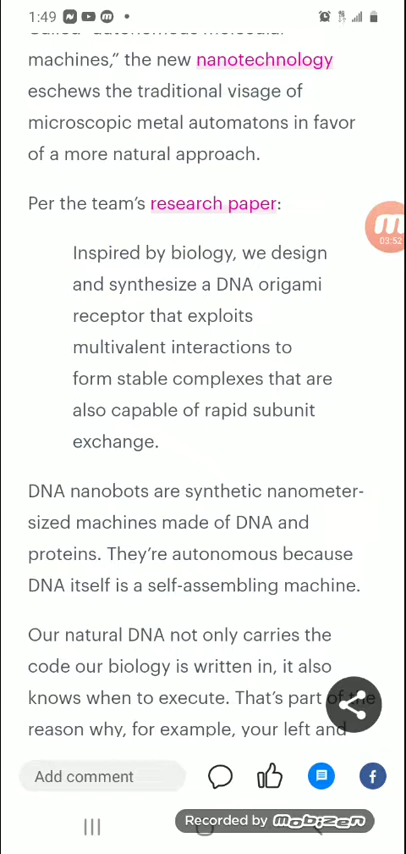 1:49
machines,” the new nanotechnology
eschews the traditional visage of
microscopic metal automatons in favor
of a more natural approach.
Per the team’s research paper:
03:52
Inspired by biology, we design
and synthesize a DNA origami
receptor that exploits
multivalent interactions to
form stable complexes that are
also capable of rapid subunit
exchange.
DNA nanobots are synthetic nanometer-
sized machines made of DNA and
proteins. They’re autonomous because
DNA itself is a self-assembling machine.
Our natural DNA not only carries the
code our biology is written in, it also
knows when to execute. That’s part of the
reason why, for example, your left and
Add comment
Recorded by mobizen